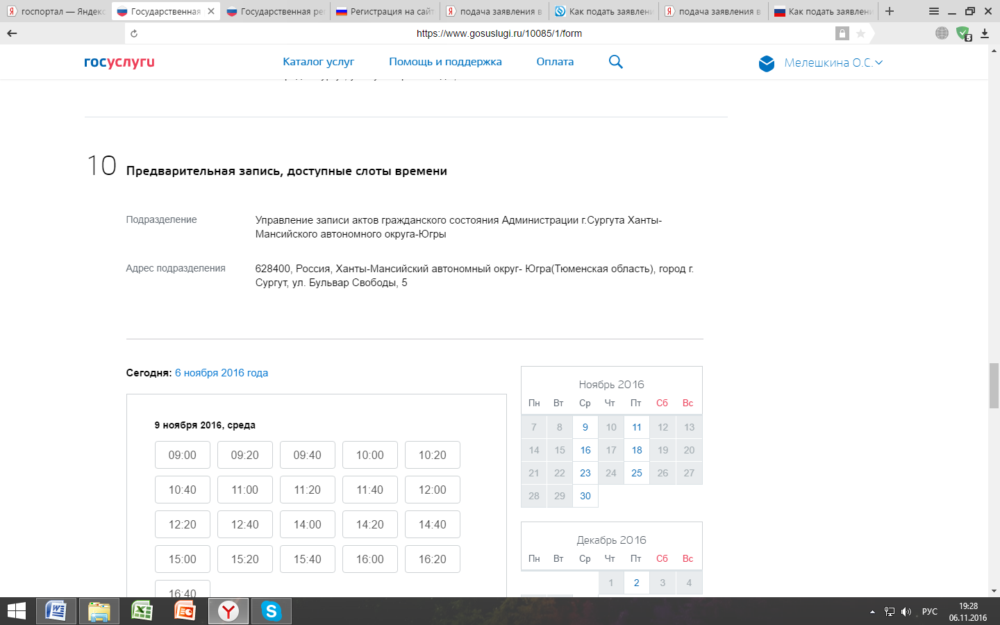 госпортал — Яндекс
Государственная
Государственная рег
Регистрация на сайт
подача заявления в
Как подать заявлени
подача заявления в
Как подать заявлени
https://www.gosuslugi.ru/10085/1/form
5
госуслуги
Каталог услуг
Помощь и поддержка
Оплата
Мелешкина О.С.
10 Предварительная запись, доступные слоты времени
Подразделение
Управление записи актов гражданского состояния Администрации г.Сургута Ханты-
Мансийского автономного округа-Югры
Адрес подразделения
628400, Россия, Ханты-Мансийский автономный округ- Югра(Тюменская область), город г.
Сургут, ул. Бульвар Свободы, 5
Сегодня: 6 ноября 2016 года
9 ноября 2016, среда
09:00 09:20 09:40 10:00 10:20
10:40 11:00 11:20 11:40 12:00
12:20 12:40 14:00 14:20 14:40
15:00 15:20 15:40 16:00 16:20
16:40
Ноябрь 2016
Пн Вт Ср Чт Пт Сб Вс
7 8 9 10 11 12 13
14 15 16 17 18 19 20
21 22 23 24 25 26 27
28 29 30
Декабрь 2016
Пн Вт Ср Чт Пт Сб Вс
1 2 3 4
РУС
19:28
06.11.2016